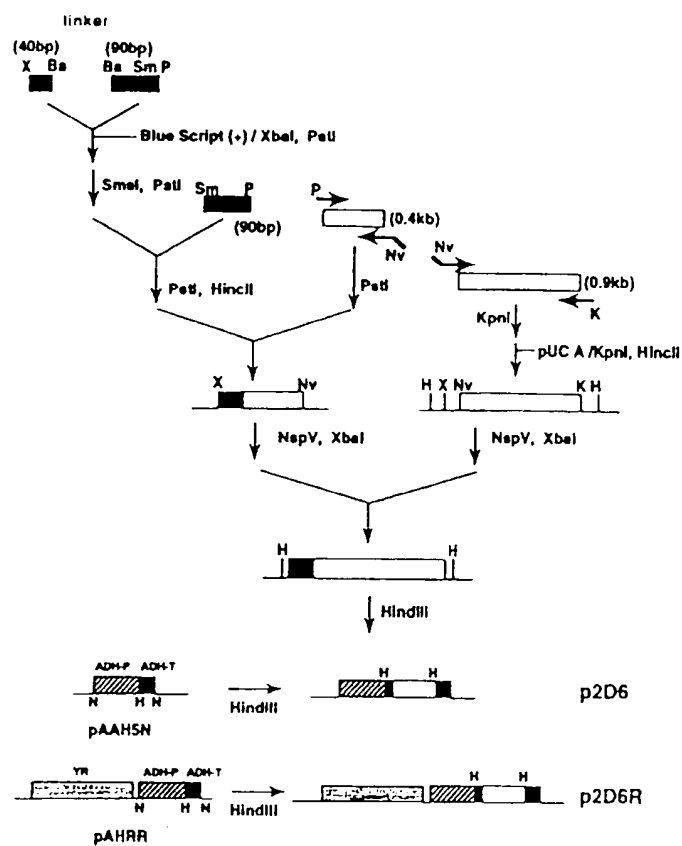 linker
(40bp) (90bp)
X Ba Ba Sm P
Blue Script (+) / XbaI, PstI
SmaI, PstI
Sm P
(90bp)
P
(0.4kb)
Nv
Nv
(0.9kb)
K
PstI, HincII
PstI
KpnI
pUC A /KpnI, HincII
X Nv
H X Nv K H
NspV, XbaI
NspV, XbaI
H H
HindIII
ADH-P ADH-T
N H N
pAAH5N
HindIII
H H
p2D6
YR ADH-P ADH-T
N H N
pAHRR
HindIII
H H
p2D6R